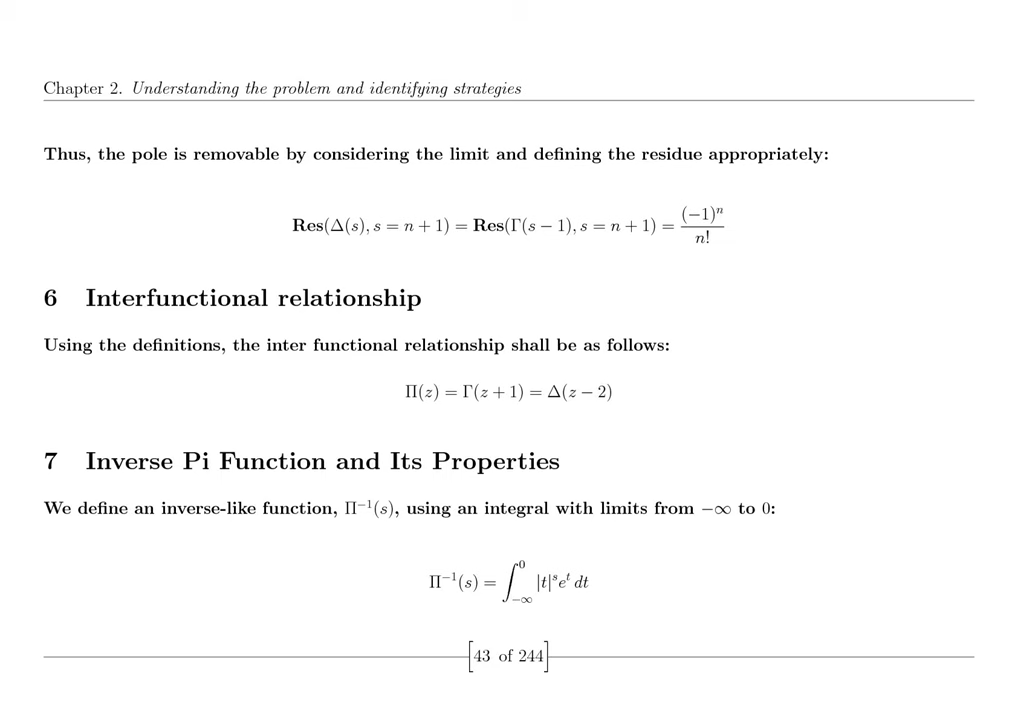 Chapter 2. Understanding the problem and identifying strategies
Thus, the pole is removable by considering the limit and defining the residue appropriately:
Res(Δ(s), s = n + 1) = Res(Γ(s − 1), s = n + 1) = (−1)ⁿ / n!
6 Interfunctional relationship
Using the definitions, the inter functional relationship shall be as follows:
Π(z) = Γ(z + 1) = Δ(z − 2)
7 Inverse Pi Function and Its Properties
We define an inverse-like function, Π⁻¹(s), using an integral with limits from −∞ to 0:
Π⁻¹(s) = ∫_{−∞}^{0} |t|ˢeᵗ dt
[43 of 244]